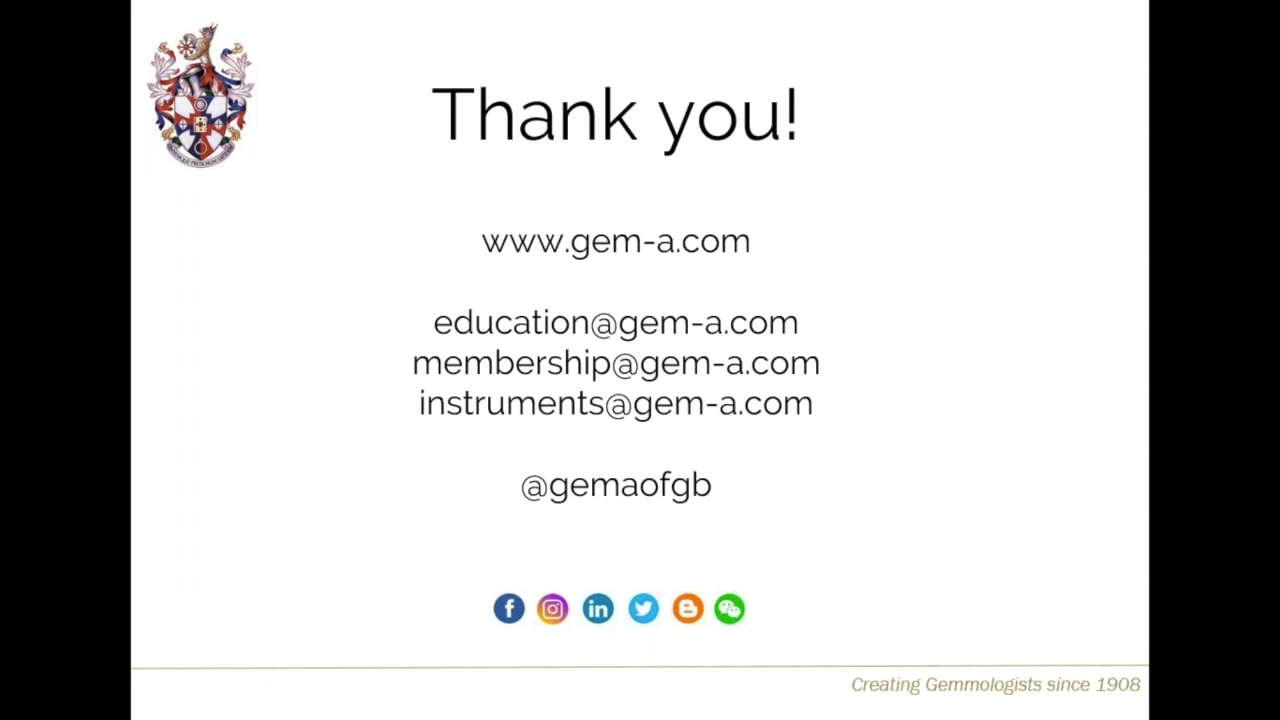 Thank you!
www.gem-a.com
education@gem-a.com
membership@gem-a.com
instruments@gem-a.com
@gemaofgb
Creating Gemmologists since 1908